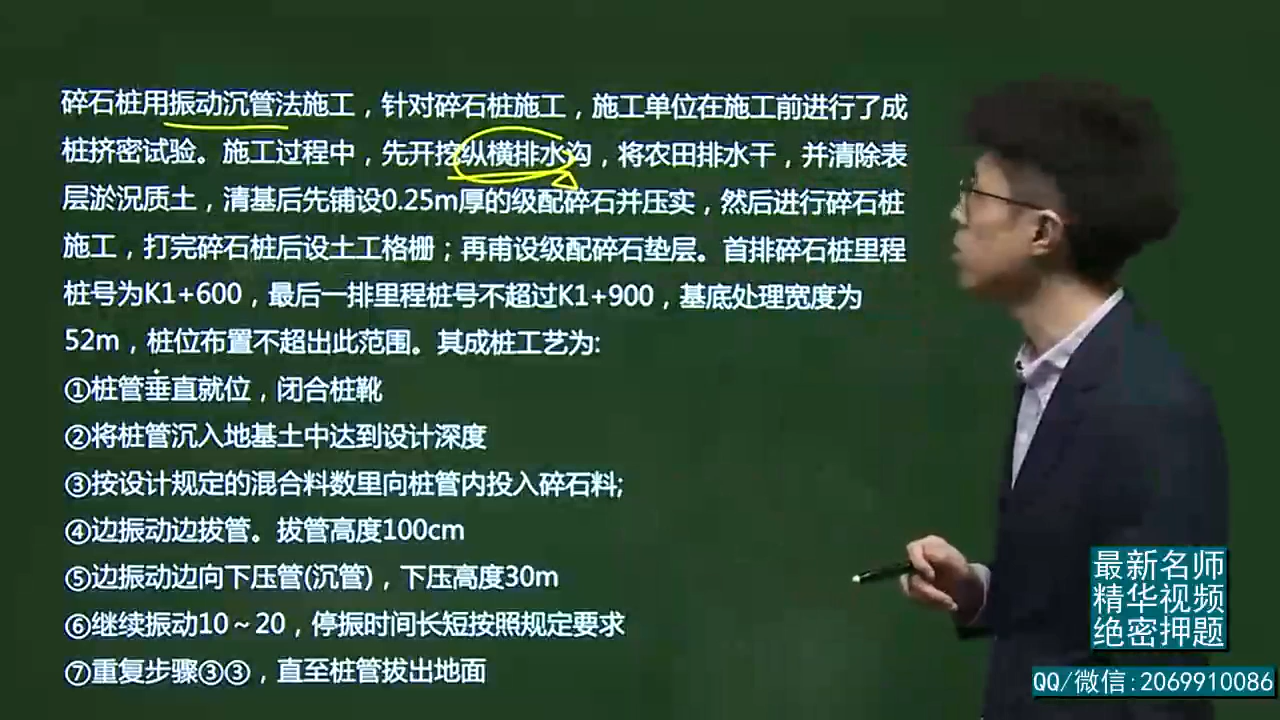 碎石桩用振动沉管法施工，针对碎石桩施工，施工单位在施工前进行了成
桩挤密试验。施工过程中，先开挖纵横排水沟，将农田排水干，并清除表
层淤况质土，清基后先铺设0.25m厚的级配碎石并压实，然后进行碎石桩
施工，打完碎石桩后设土工格栅；再甫设级配碎石垫层。首排碎石桩里程
桩号为K1+600，最后一排里程桩号不超过K1+900，基底处理宽度为
52m，桩位布置不超出此范围。其成桩工艺为:
①桩管垂直就位，闭合桩靴
②将桩管沉入地基土中达到设计深度
③按设计规定的混合料数里向桩管内投入碎石料;
④边振动边拔管。拔管高度100cm
⑤边振动边向下压管(沉管)，下压高度30m
⑥继续振动10～20，停振时间长短按照规定要求
⑦重复步骤③③，直至桩管拔出地面
最新名师
精华视频
绝密押题
QQ/微信:2069910086